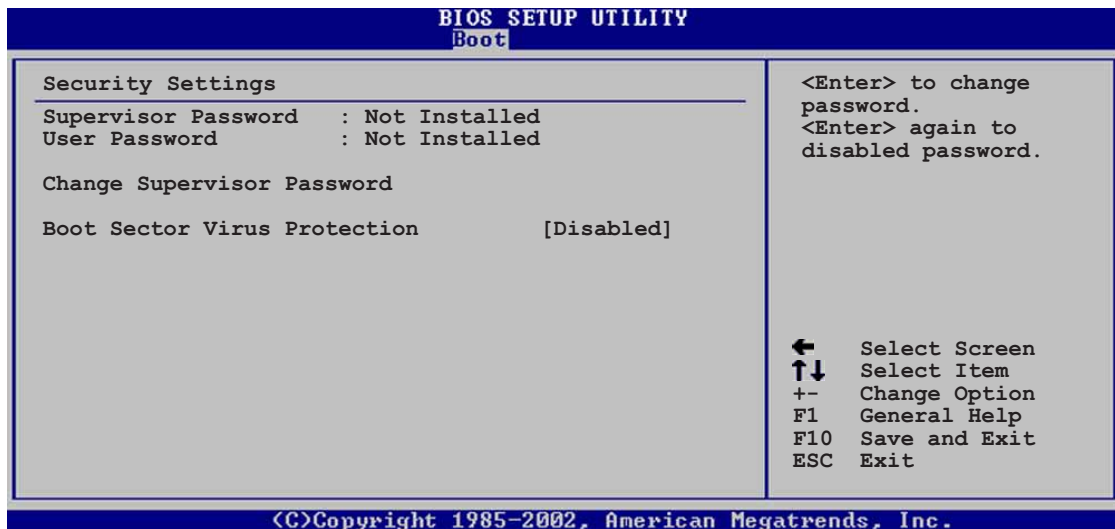 BIOS SETUP UTILITY
Boot
Security Settings
Supervisor Password : Not Installed
User Password : Not Installed
Change Supervisor Password
Boot Sector Virus Protection [Disabled]
<Enter> to change
password.
<Enter> again to
disabled password.
← Select Screen
↑↓ Select Item
+- Change Option
F1 General Help
F10 Save and Exit
ESC Exit
(C)Copyright 1985-2002, American Megatrends, Inc.